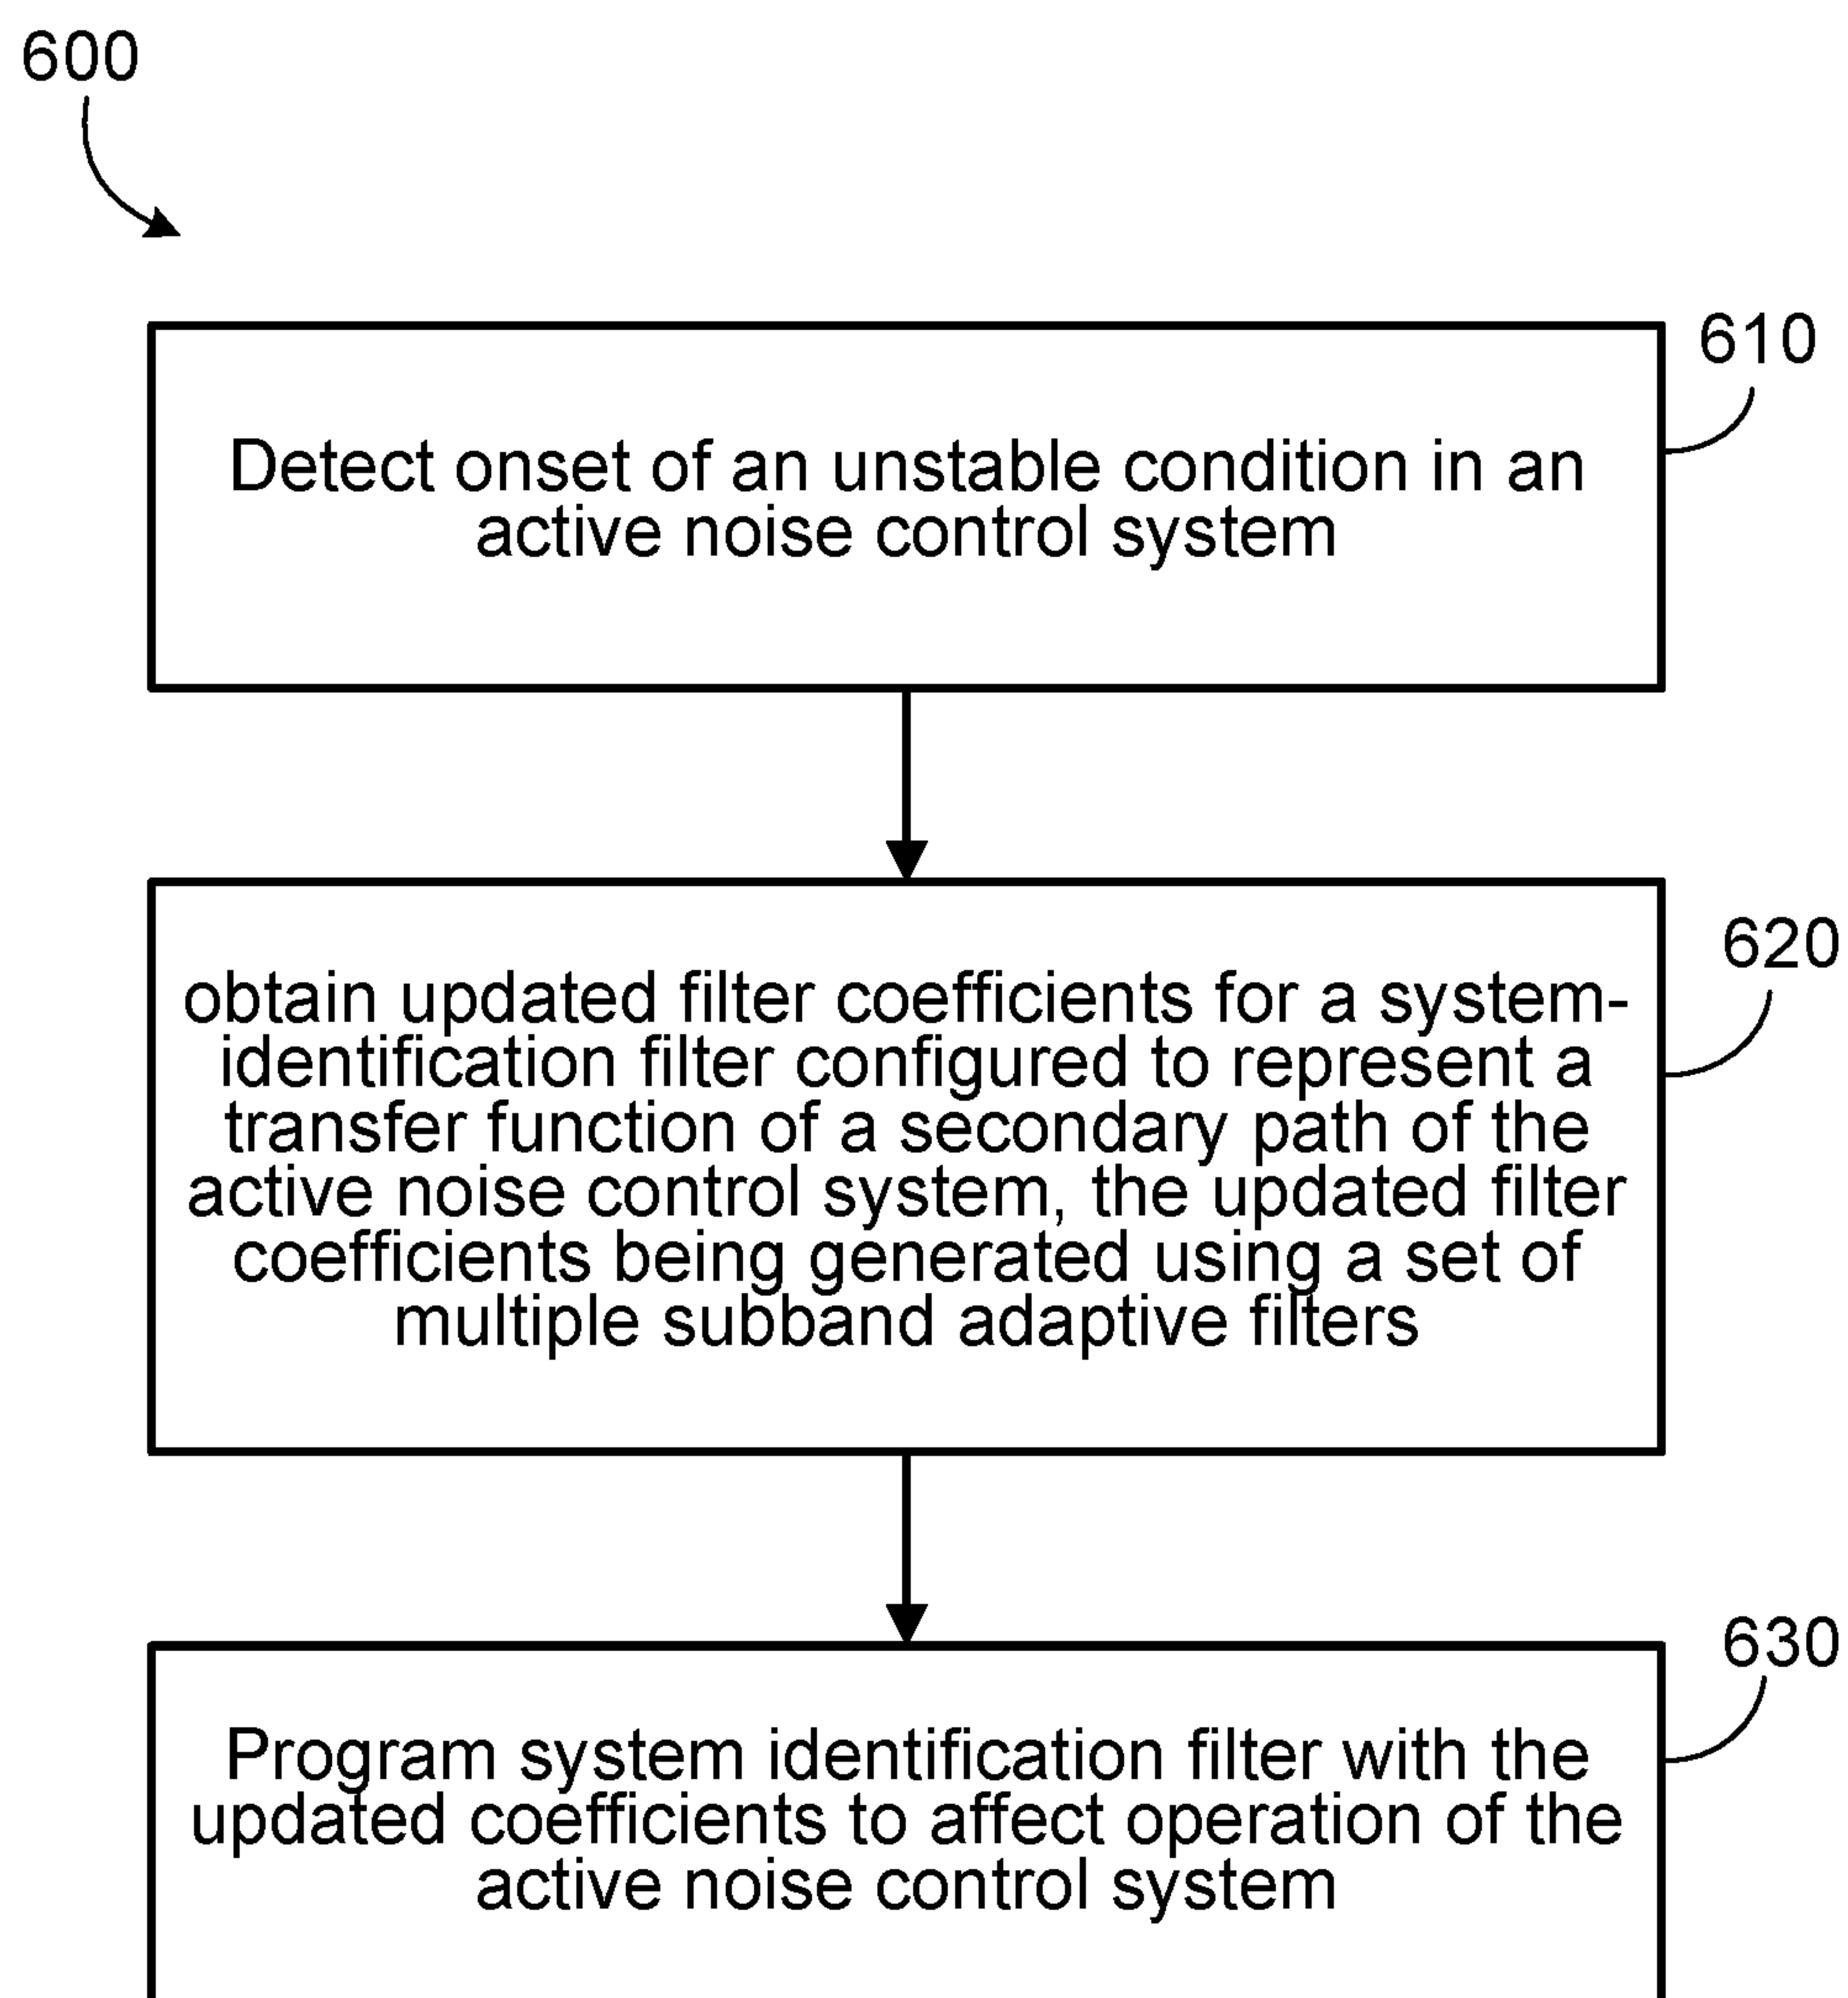 600
610
Detect onset of an unstable condition in an
active noise control system
620
obtain updated filter coefficients for a system-
identification filter configured to represent a
transfer function of a secondary path of the
active noise control system, the updated filter
coefficients being generated using a set of
multiple subband adaptive filters
630
Program system identification filter with the
updated coefficients to affect operation of the
active noise control system